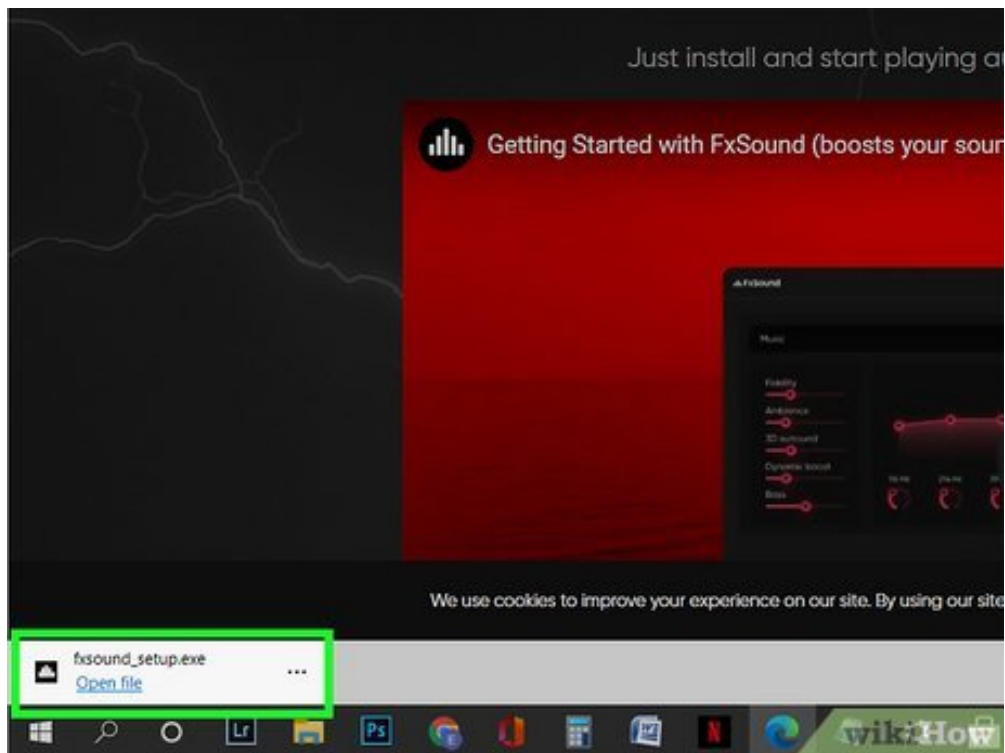 Just install and start playing au
Getting Started with FxSound (boosts your soun
FxSound
Music
Fidelity
Ambience
3D surround
Dynamic boost
Bass
We use cookies to improve your experience on our site. By using our site
fxsound_setup.exe
...
Open file
Lr
Ps
N
wikiHow